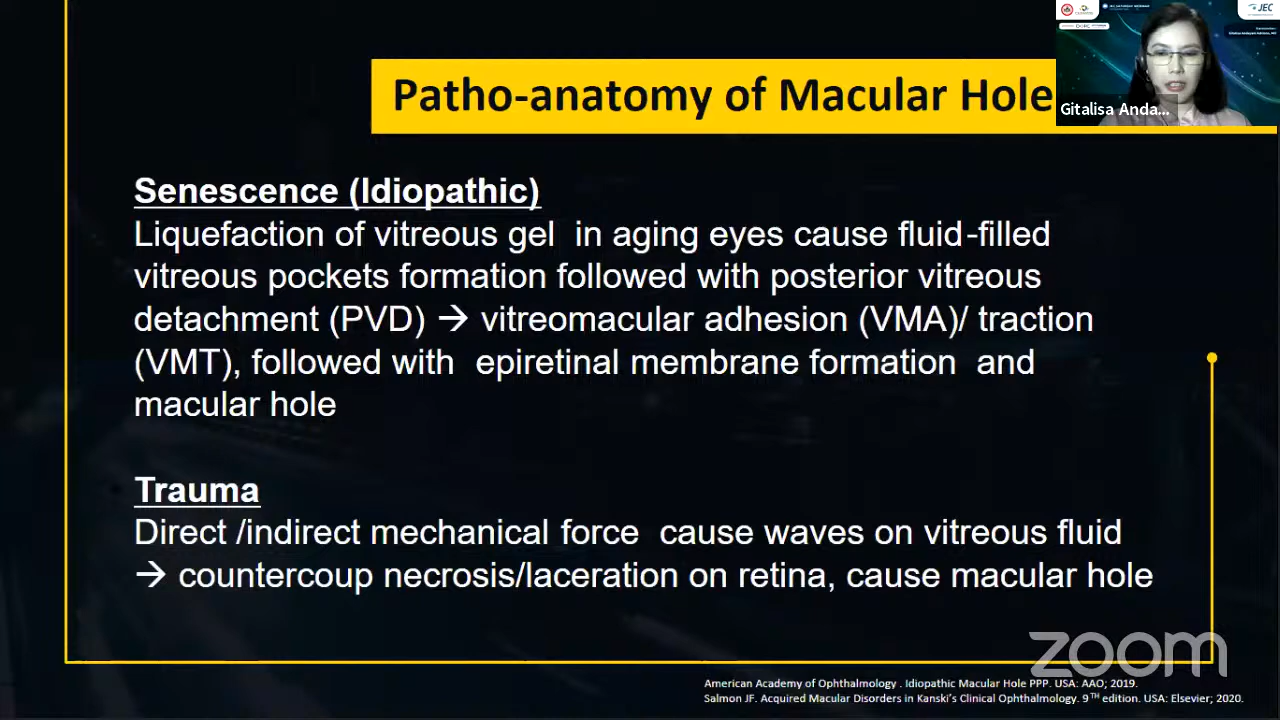 JEC
Gitalisa Anda...
Patho-anatomy of Macular Hole
Senescence (Idiopathic)
Liquefaction of vitreous gel in aging eyes cause fluid-filled
vitreous pockets formation followed with posterior vitreous
detachment (PVD) → vitreomacular adhesion (VMA)/ traction
(VMT), followed with epiretinal membrane formation and
macular hole
Trauma
Direct /indirect mechanical force cause waves on vitreous fluid
→ countercoup necrosis/laceration on retina, cause macular hole
zoom
American Academy of Ophthalmology . Idiopathic Macular Hole PPP. USA: AAO; 2019.
Salmon JF. Acquired Macular Disorders in Kanski's Clinical Ophthalmology. 9TH edition. USA: Elsevier; 2020.